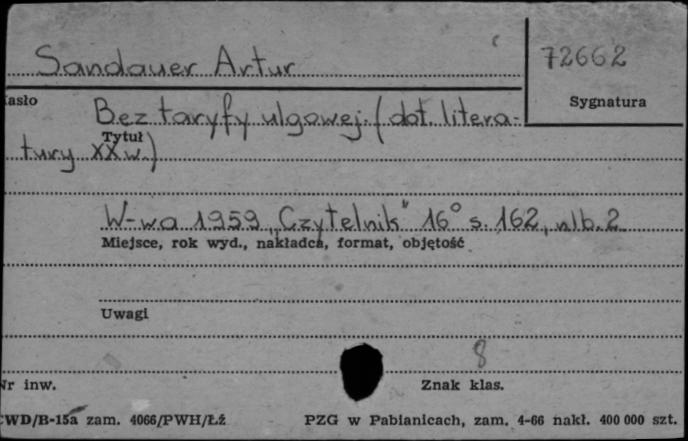 Sandauer Artur
72662
Sygnatura
asło
Bez taryfy ulgowej. (dot. litera-
Tytuł
tury XXw.)
W-wa 1959 „Czytelnik" 16° s. 162, nlb. 2
Miejsce, rok wyd., nakładca, format, objętość
Uwagi
8
Nr inw.
Znak klas.
CWD/B-15a zam. 4066/PWH/Łź
PZG w Pabianicach, zam. 4-66 nakł. 400 000 szt.